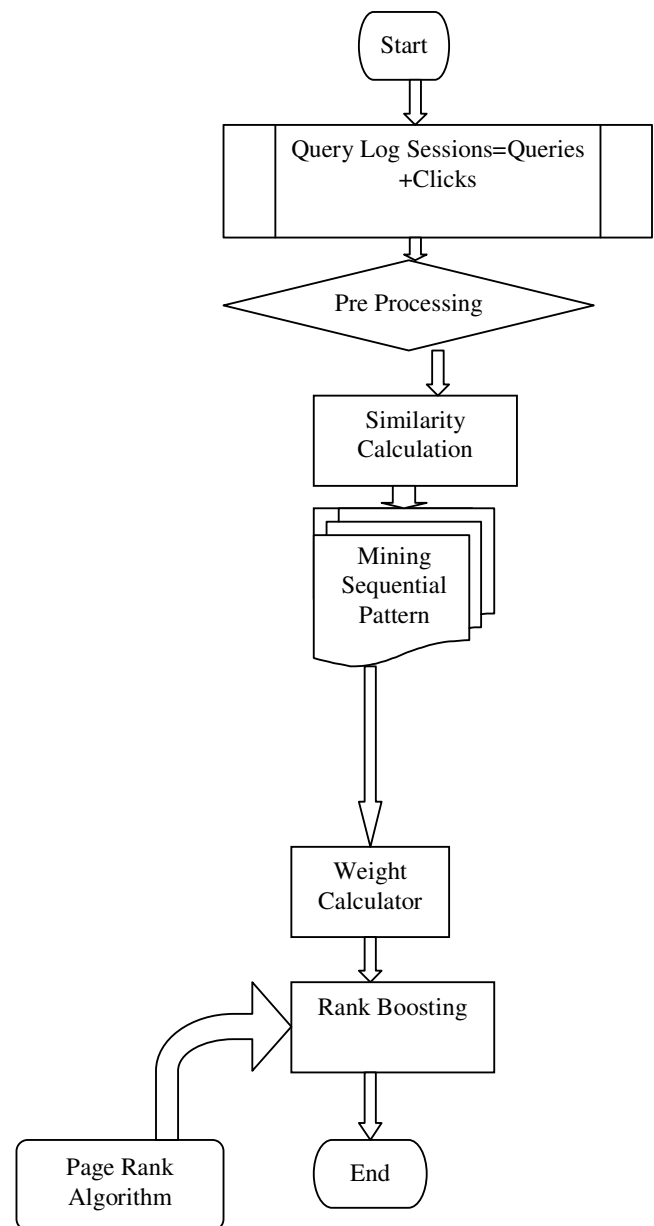 Start
Query Log Sessions=Queries
+Clicks
Pre Processing
Similarity
Calculation
Mining
Sequential
Pattern
Weight
Calculator
Rank Boosting
Page Rank
Algorithm
End